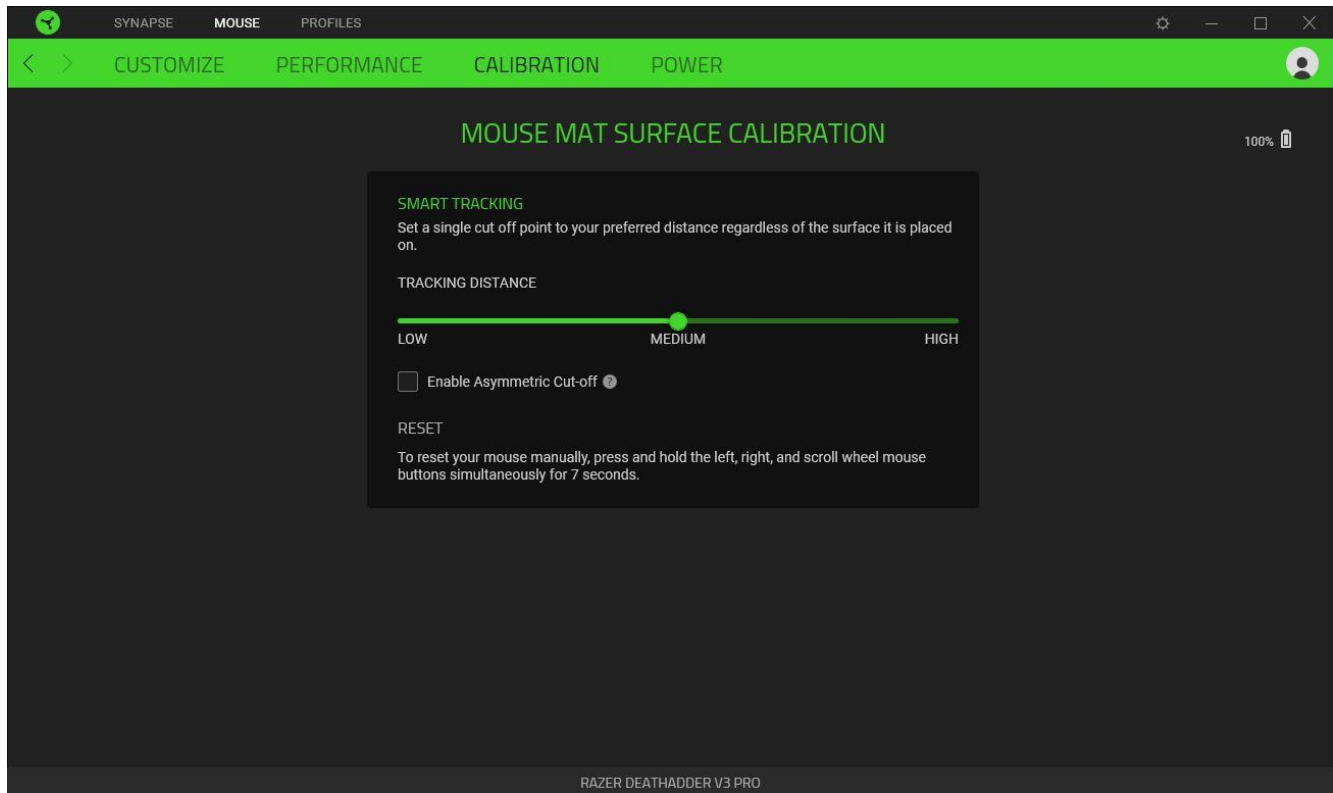 SYNAPSE MOUSE PROFILES
CUSTOMIZE PERFORMANCE CALIBRATION POWER
MOUSE MAT SURFACE CALIBRATION
100%
SMART TRACKING
Set a single cut off point to your preferred distance regardless of the surface it is placed
on.
TRACKING DISTANCE
LOW MEDIUM HIGH
Enable Asymmetric Cut-off ?
RESET
To reset your mouse manually, press and hold the left, right, and scroll wheel mouse
buttons simultaneously for 7 seconds.
RAZER DEATHADDER V3 PRO